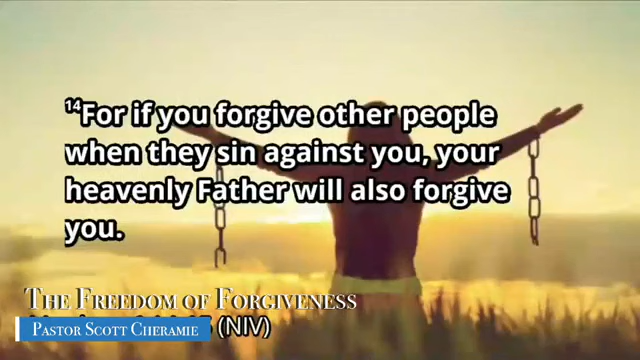 ¹⁴For if you forgive other people
when they sin against you, your
heavenly Father will also forgive
you.
The Freedom of Forgiveness
Pastor Scott Cheramie
(NIV)